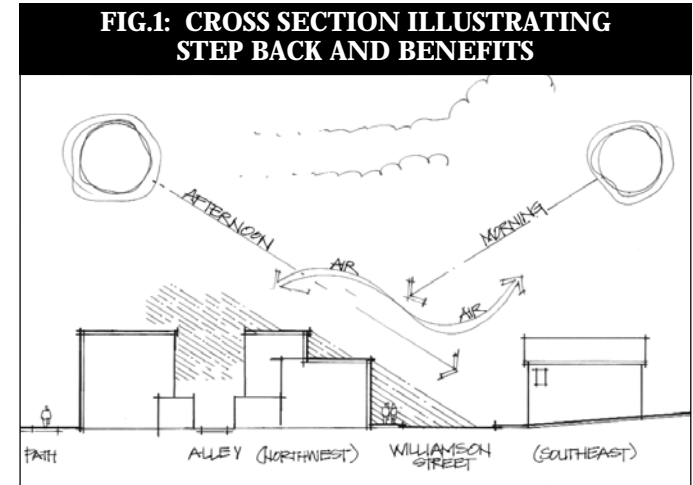 FIG.1: CROSS SECTION ILLUSTRATING
STEP BACK AND BENEFITS
AFTERNOON
MORNING
AIR
AIR
PATH
ALLEY (NORTHWEST)
WILLIAMSON
STREET
(SOUTHEAST)